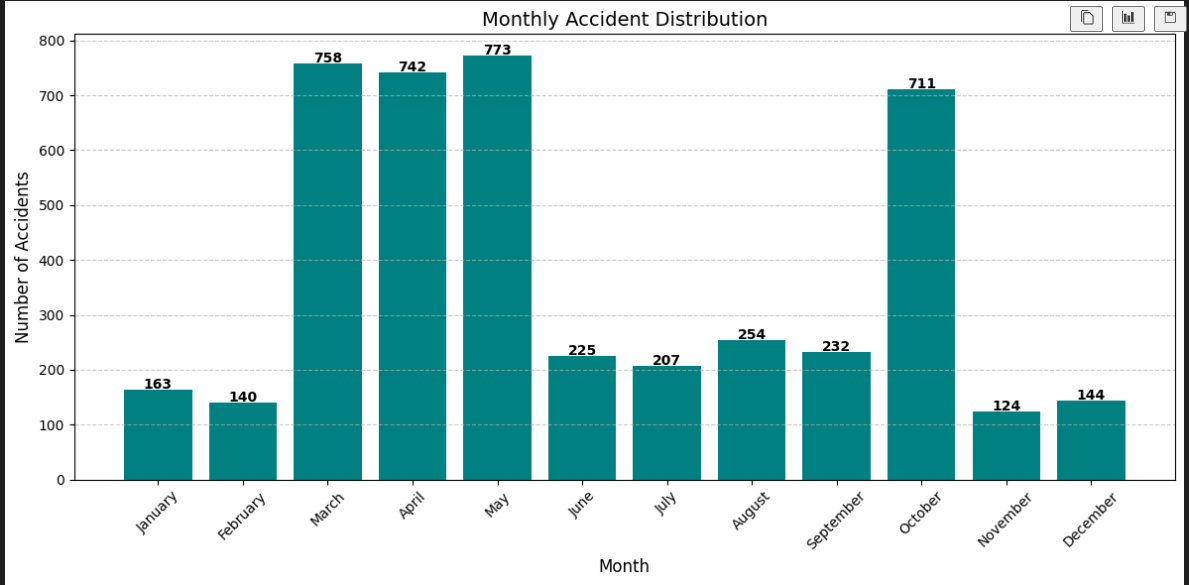 Monthly Accident Distribution
800
700
600
500
400
300
200
100
0
Number of Accidents
163
140
758
742
773
225
207
254
232
711
124
144
January
February
March
April
May
June
July
August
September
October
November
December
Month